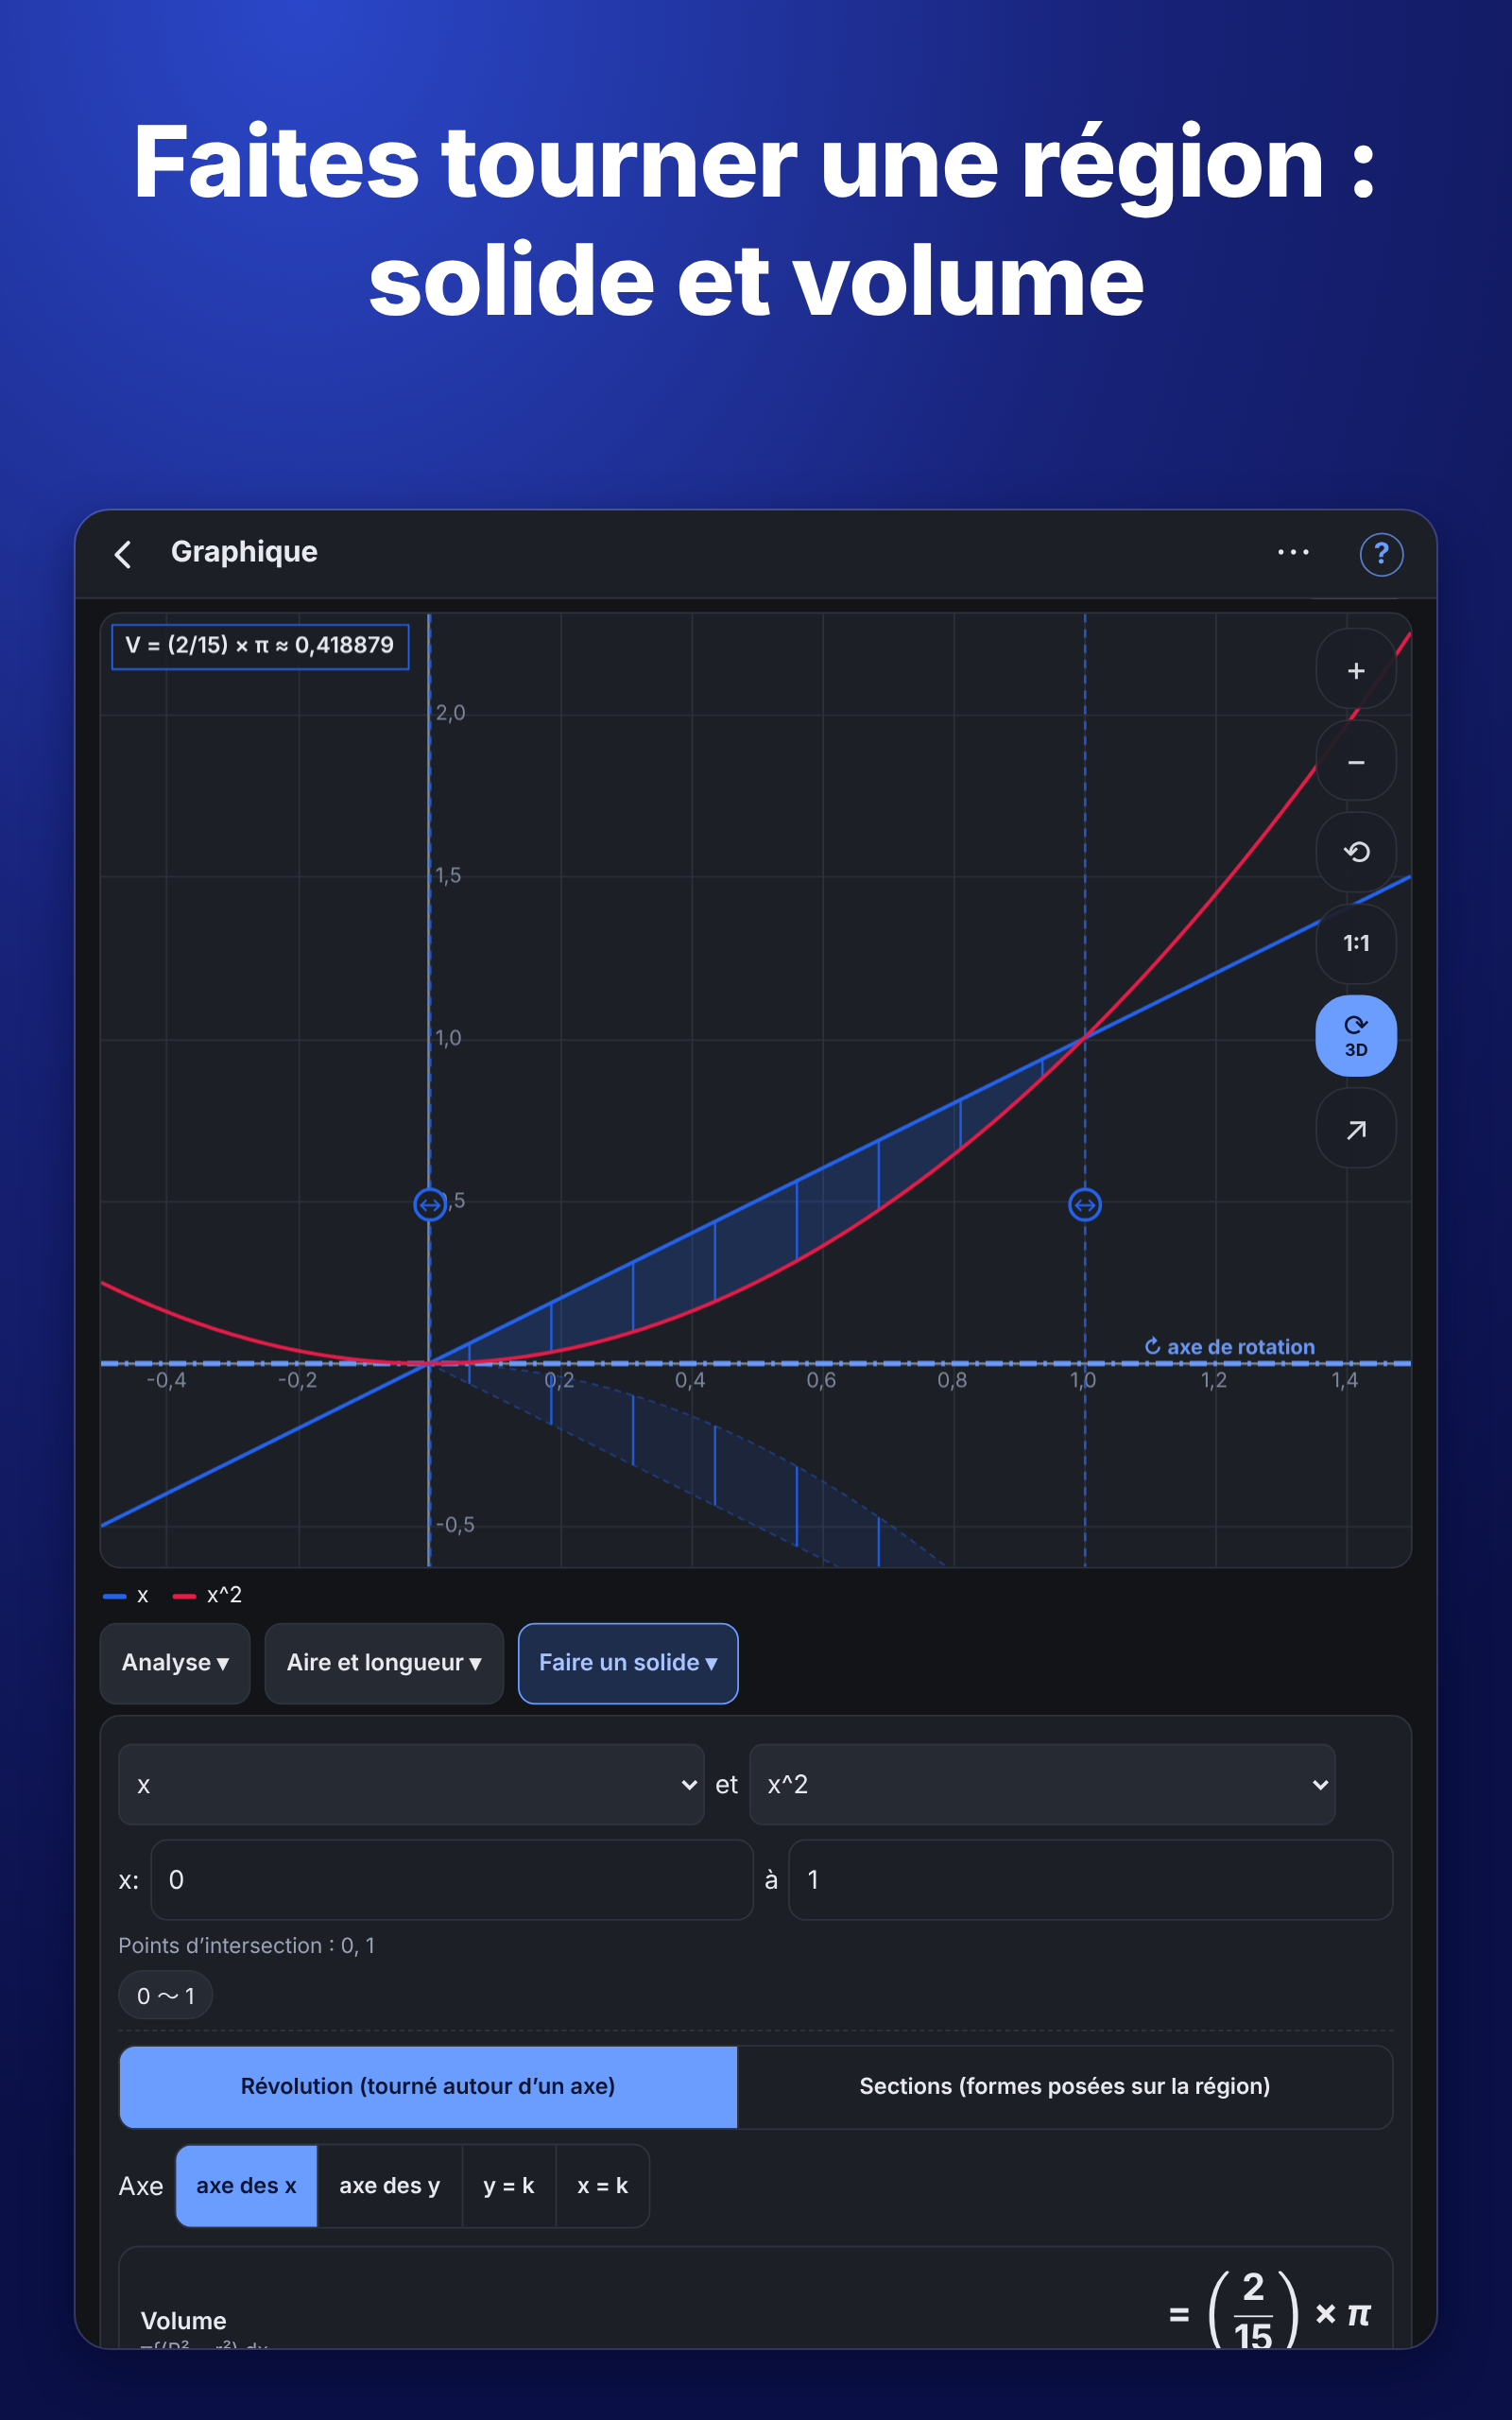 Faites tourner une région :
solide et volume
Graphique
... ?
V = (2/15) × π ≈ 0,418879
+
−
1:1
3D
2,0
1,5
1,0
,5
-0,5
axe de rotation
-0,4 -0,2 0,2 0,4 0,6 0,8 1,0 1,2 1,4
x x^2
Analyse ▾ Aire et longueur ▾ Faire un solide ▾
x et x^2
x: 0 à 1
Points d’intersection : 0, 1
0 〜 1
Révolution (tourné autour d’un axe) Sections (formes posées sur la région)
Axe axe des x axe des y y = k x = k
Volume = (2/15) × π